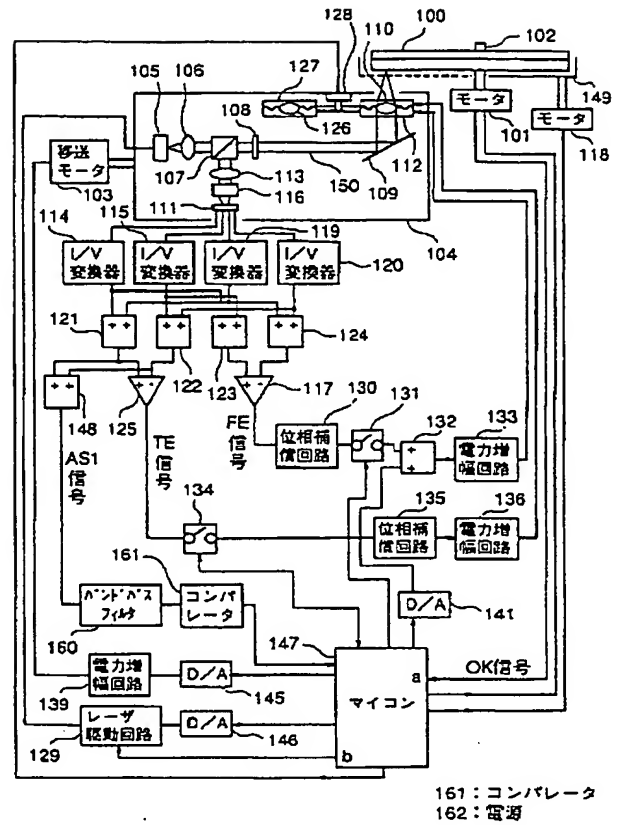 128
110
100
102
127
105
106
108
149
モータ
101
モータ
118
126
112
107
113
150
109
移送
モータ
103
116
111
104
114
115
119
I/V
変換器
I/V
変換器
I/V
変換器
I/V
変換器
120
121
+ +
+ +
+ +
+ +
124
122
123
+ +
148
+ -
125
+ -
117
130
131
132
133
AS1
信号
TE
信号
FE
信号
位相補
償回路
+
+
電力増
幅回路
134
135
136
位相補
償回路
電力増
幅回路
161
バンドパス
フィルタ
コンパ
レータ
160
D/A
141
147
OK信号
a
電力増
幅回路
139
D/A
145
マイコン
レーザ
駆動回路
129
D/A
146
b
161：コンパレータ
162：電源